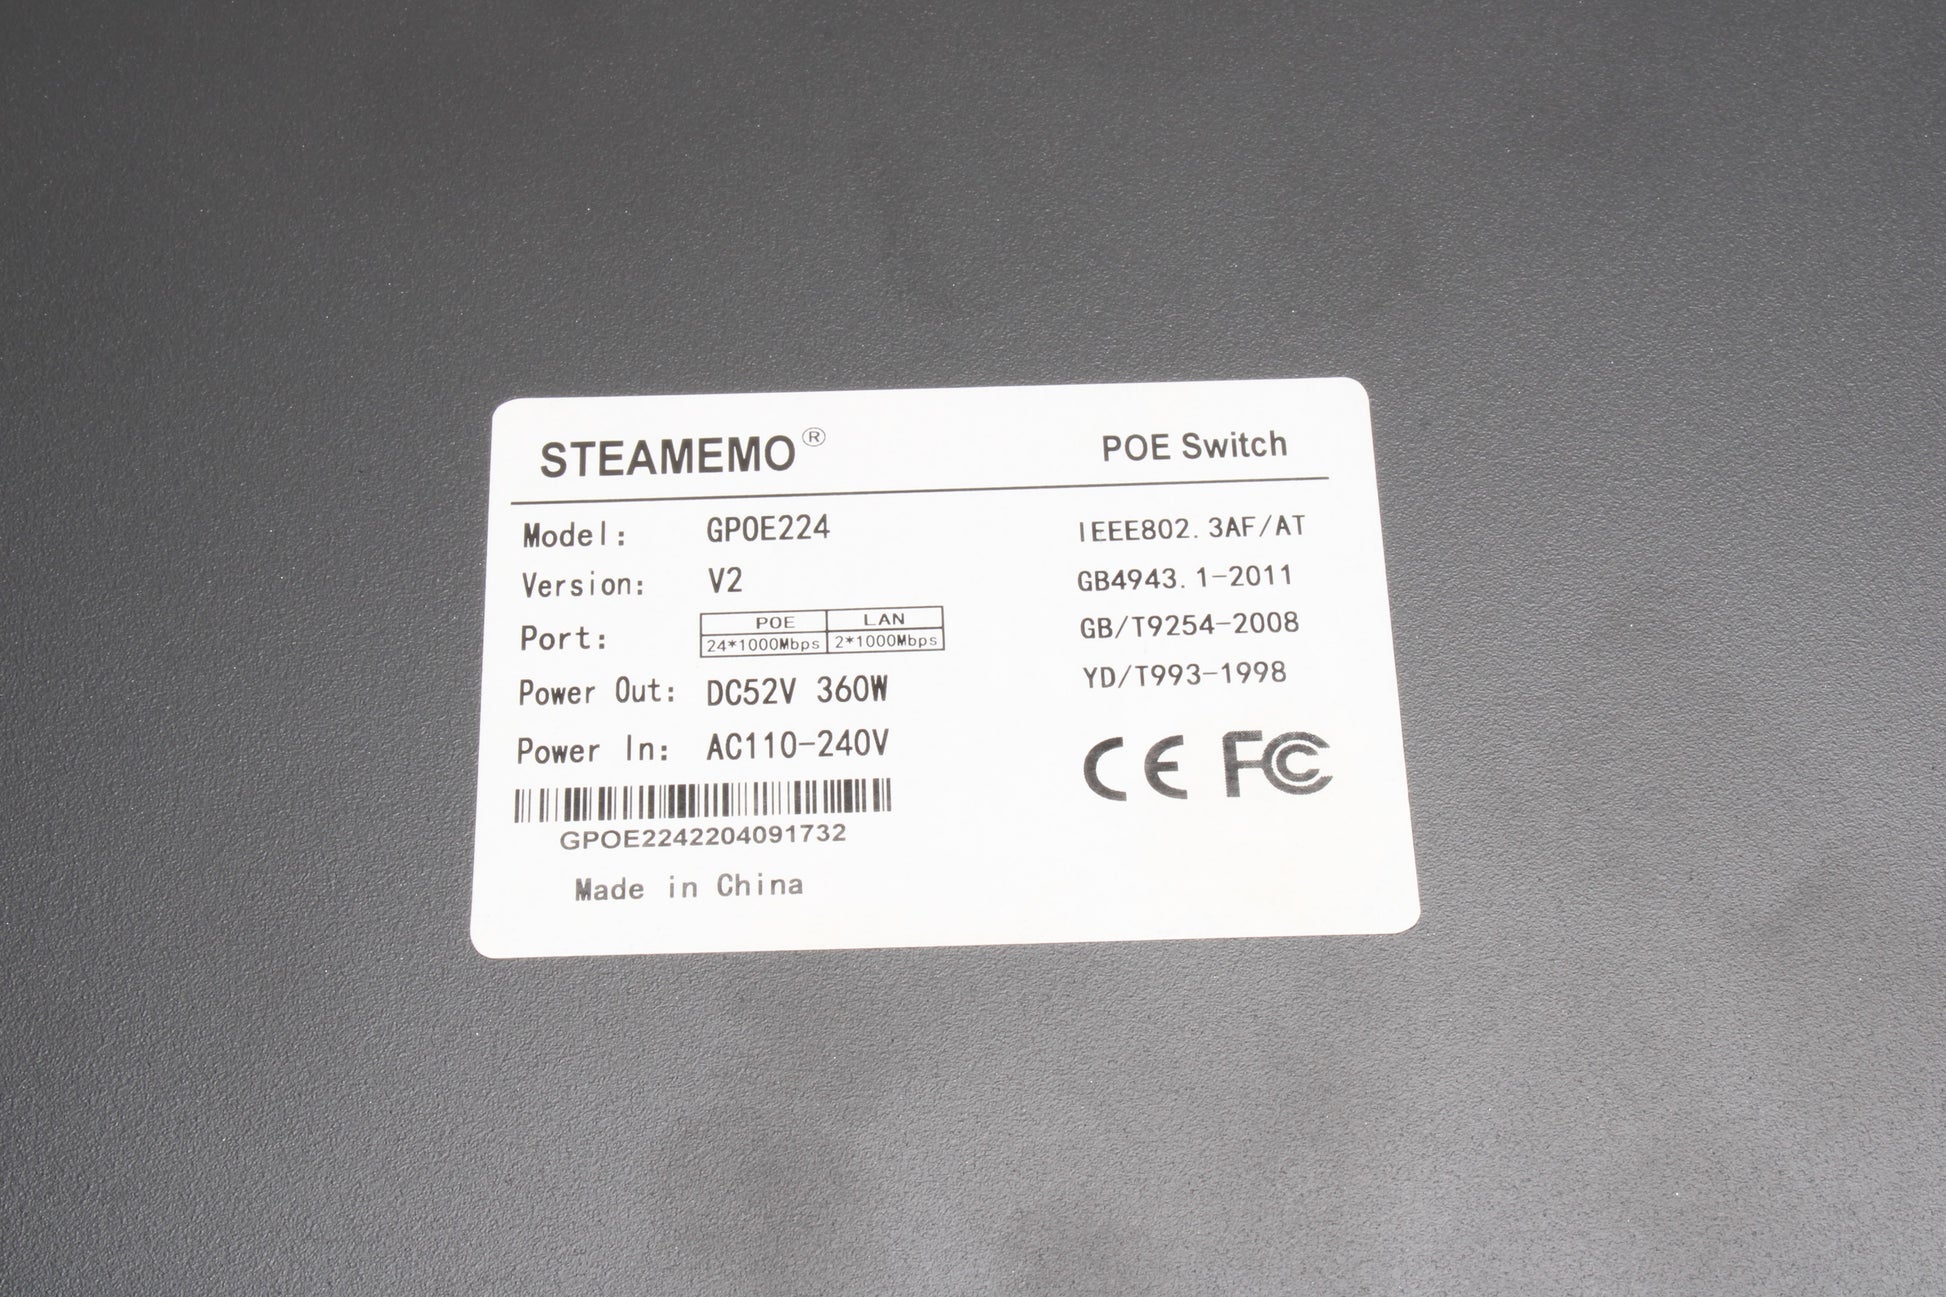 STEAMEMO® POE Switch
Model: GPOE224 IEEE802.3AF/AT
Version: V2 GB4943.1-2011
Port: POE LAN GB/T9254-2008
24*1000Mbps 2*1000Mbps
Power Out: DC52V 360W YD/T993-1998
Power In: AC110-240V
CE FC
GPOE2242204091732
Made in China